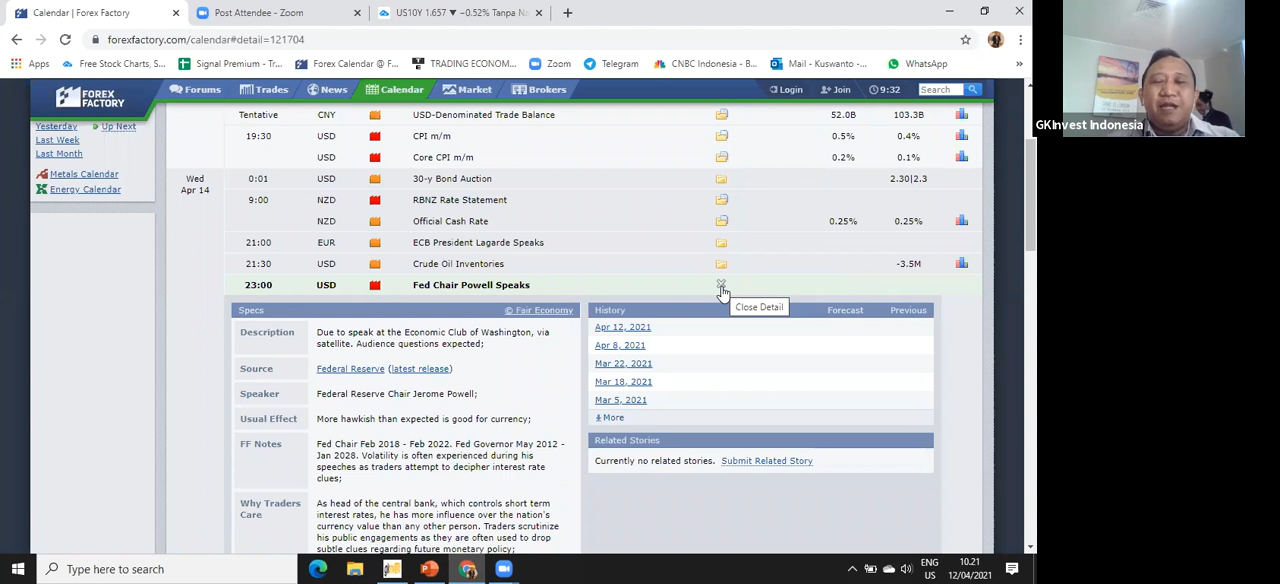 Calendar | Forex Factory
Post Attendee - Zoom
US10Y 1.657 ▼ −0.52% Tanpa Na
forexfactory.com/calendar#detail=121704
Apps
Free Stock Charts, S...
Signal Premium - Tr...
Forex Calendar @ F...
TRADING ECONOM...
Zoom
Telegram
CNBC Indonesia - B...
Mail - Kuswanto -...
WhatsApp
»
FOREX
FACTORY
Forums
Trades
News
Calendar
Market
Brokers
Login
Join
9:32
Search
Yesterday
Up Next
Last Week
Last Month
Metals Calendar
Energy Calendar
Tentative CNY USD-Denominated Trade Balance 52.0B 103.3B
19:30 USD CPI m/m 0.5% 0.4%
USD Core CPI m/m 0.2% 0.1%
Wed
Apr 14
0:01 USD 30-y Bond Auction 2.30|2.3
9:00 NZD RBNZ Rate Statement
NZD Official Cash Rate 0.25% 0.25%
21:00 EUR ECB President Lagarde Speaks
21:30 USD Crude Oil Inventories -3.5M
23:00 USD Fed Chair Powell Speaks
Close Detail
Specs © Fair Economy
Description
Due to speak at the Economic Club of Washington, via
satellite. Audience questions expected;
Source
Federal Reserve (latest release)
Speaker
Federal Reserve Chair Jerome Powell;
Usual Effect
More hawkish than expected is good for currency;
FF Notes
Fed Chair Feb 2018 - Feb 2022. Fed Governor May 2012 -
Jan 2028. Volatility is often experienced during his
speeches as traders attempt to decipher interest rate
clues;
Why Traders
Care
As head of the central bank, which controls short term
interest rates, he has more influence over the nation's
currency value than any other person. Traders scrutinize
his public engagements as they are often used to drop
subtle clues regarding future monetary policy;
History Forecast Previous
Apr 12, 2021
Apr 8, 2021
Mar 22, 2021
Mar 18, 2021
Mar 5, 2021
More
Related Stories
Currently no related stories. Submit Related Story
GKInvest Indonesia
Type here to search
ENG
US
10.21
12/04/2021